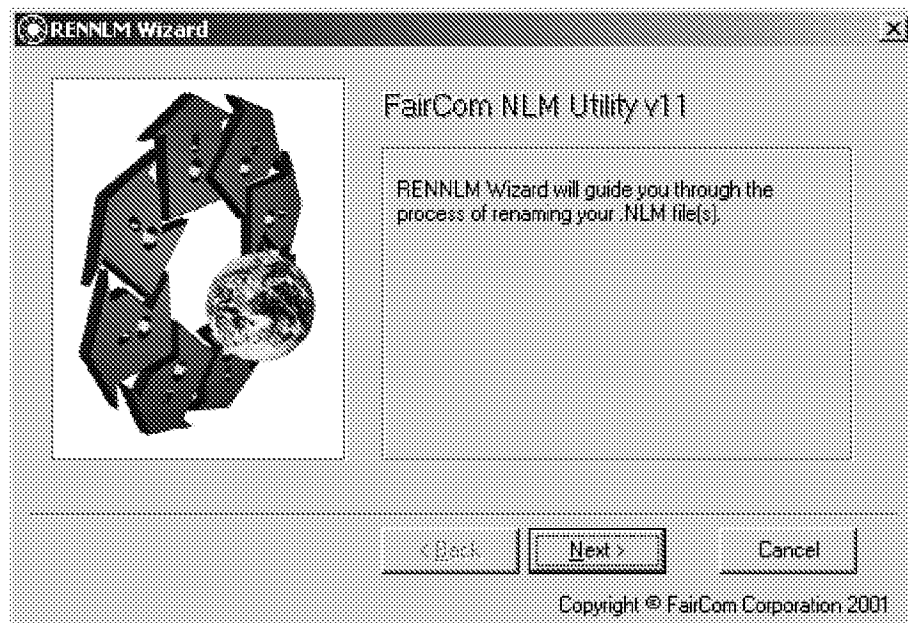 RENNLM Wizard
FairCom NLM Utility v11
RENNLM Wizard will guide you through the
process of renaming your .NLM file(s).
< Back
Next >
Cancel
Copyright © FairCom Corporation 2001